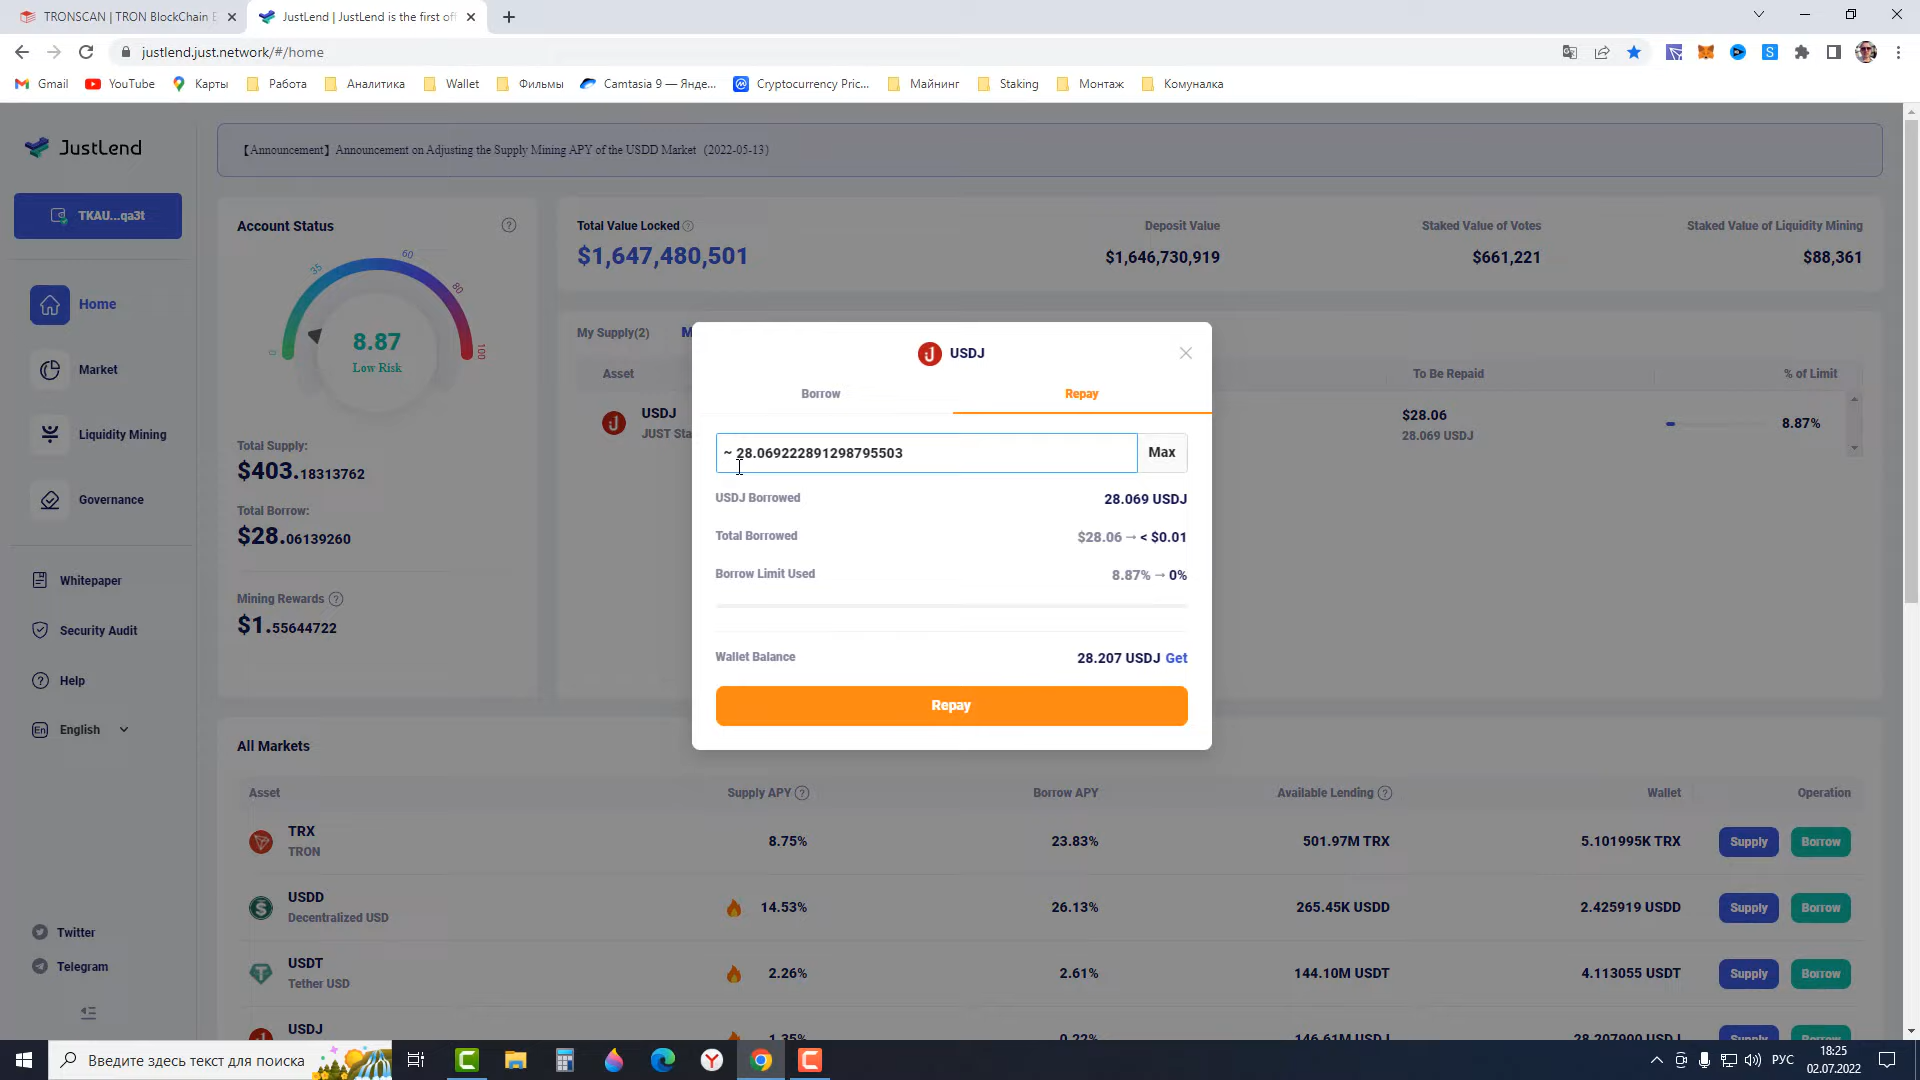 TRONSCAN | TRON BlockChain E
JustLend | JustLend is the first off
justlend.just.network/#/home
Gmail
YouTube
Карты
Работа
Аналитика
Wallet
Фильмы
Camtasia 9 — Янде...
Cryptocurrency Pric...
Майнинг
Staking
Монтаж
Комуналка
JustLend
【Announcement】Announcement on Adjusting the Supply Mining APY of the USDD Market（2022-05-13）
TKAU...qa3t
Home
Market
Liquidity Mining
Governance
Whitepaper
Security Audit
Help
En English
Twitter
Telegram
Account Status
0
35
60
80
100
8.87
Low Risk
Total Supply:
$403.18313762
Total Borrow:
$28.06139260
Mining Rewards
$1.55644722
Total Value Locked
$1,647,480,501
Deposit Value
$1,646,730,919
Staked Value of Votes
$661,221
Staked Value of Liquidity Mining
$88,361
My Supply(2)
Asset
To Be Repaid
% of Limit
USDJ
JUST Sta
$28.06
28.069 USDJ
8.87%
USDJ
Borrow
Repay
~ 28.069222891298795503
Max
USDJ Borrowed
28.069 USDJ
Total Borrowed
$28.06 → < $0.01
Borrow Limit Used
8.87% → 0%
Wallet Balance
28.207 USDJ Get
Repay
All Markets
Asset
Supply APY
Borrow APY
Available Lending
Wallet
Operation
TRX
TRON
8.75%
23.83%
501.97M TRX
5.101995K TRX
Supply
Borrow
USDD
Decentralized USD
14.53%
26.13%
265.45K USDD
2.425919 USDD
Supply
Borrow
USDT
Tether USD
2.26%
2.61%
144.10M USDT
4.113055 USDT
Supply
Borrow
USDJ
Введите здесь текст для поиска
РУС
18:25
02.07.2022